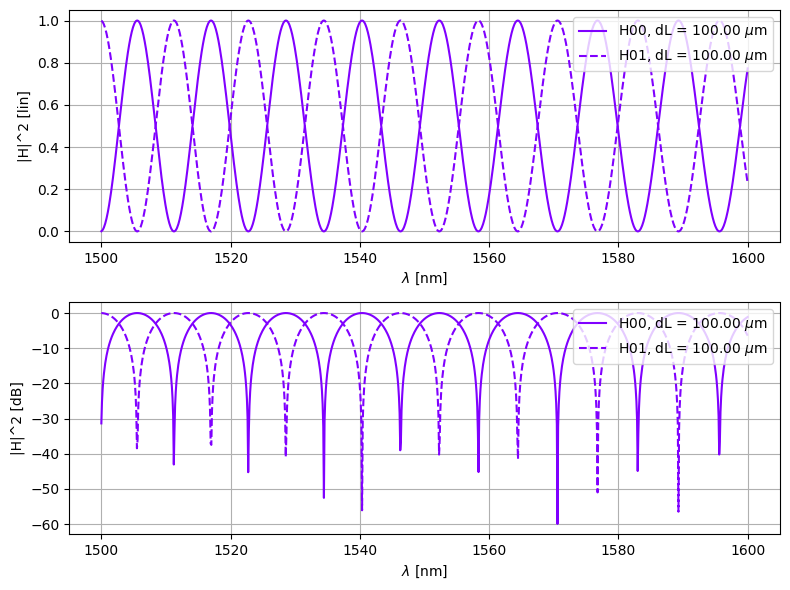 1.0
0.8
0.6
0.4
0.2
0.0
|H|^2 [lin]
H00, dL = 100.00 μm
H01, dL = 100.00 μm
1500 1520 1540 1560 1580 1600
λ [nm]
0
−10
−20
−30
−40
−50
−60
|H|^2 [dB]
H00, dL = 100.00 μm
H01, dL = 100.00 μm
1500 1520 1540 1560 1580 1600
λ [nm]